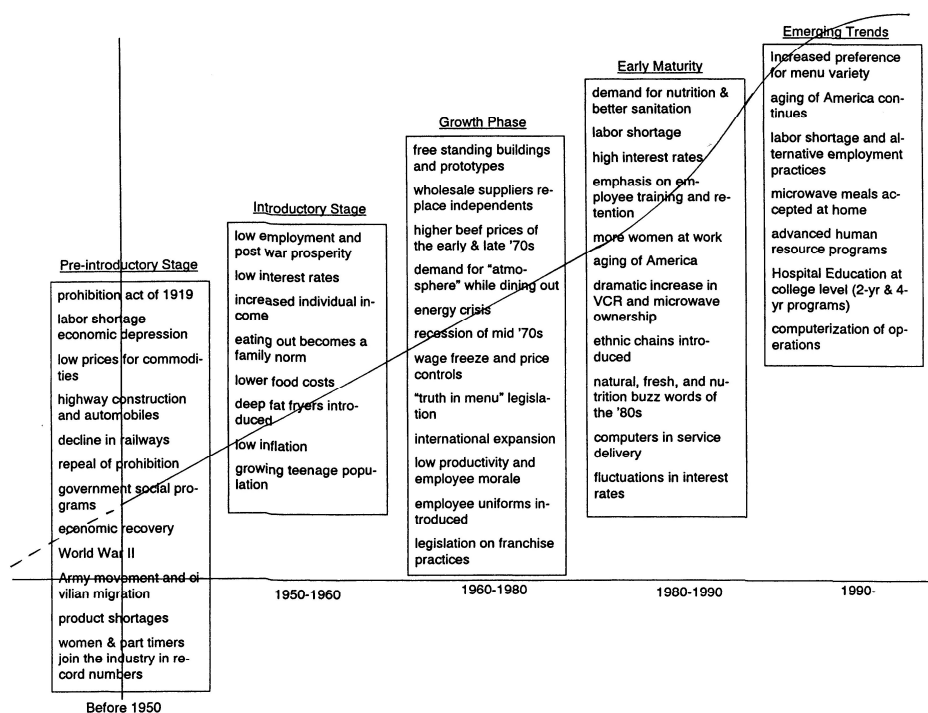 Pre-introductory Stage
prohibition act of 1919
labor shortage
economic depression
low prices for commodi-
ties
highway construction
and automobiles
decline in railways
repeal of prohibition
government social pro-
grams
economic recovery
World War II
Army movement and ci
vilian migration
product shortages
women & part timers
join the industry in re-
cord numbers
Before 1950
Introductory Stage
low employment and
post war prosperity
low interest rates
increased individual in-
come
eating out becomes a
family norm
lower food costs
deep fat fryers intro-
duced
low inflation
growing teenage popu-
lation
1950-1960
Growth Phase
free standing buildings
and prototypes
wholesale suppliers re-
place independents
higher beef prices of
the early & late '70s
demand for "atmo-
sphere" while dining out
energy crisis
recession of mid '70s
wage freeze and price
controls
"truth in menu" legisla-
tion
international expansion
low productivity and
employee morale
employee uniforms in-
troduced
legislation on franchise
practices
1960-1980
Early Maturity
demand for nutrition &
better sanitation
labor shortage
high interest rates
emphasis on em-
ployee training and re-
tention
more women at work
aging of America
dramatic increase in
VCR and microwave
ownership
ethnic chains intro-
duced
natural, fresh, and nu-
trition buzz words of
the '80s
computers in service
delivery
fluctuations in interest
rates
1980-1990
Emerging Trends
Increased preference
for menu variety
aging of America con-
tinues
labor shortage and al-
ternative employment
practices
microwave meals ac-
cepted at home
advanced human
resource programs
Hospital Education at
college level (2-yr & 4-
yr programs)
computerization of op-
erations
1990-